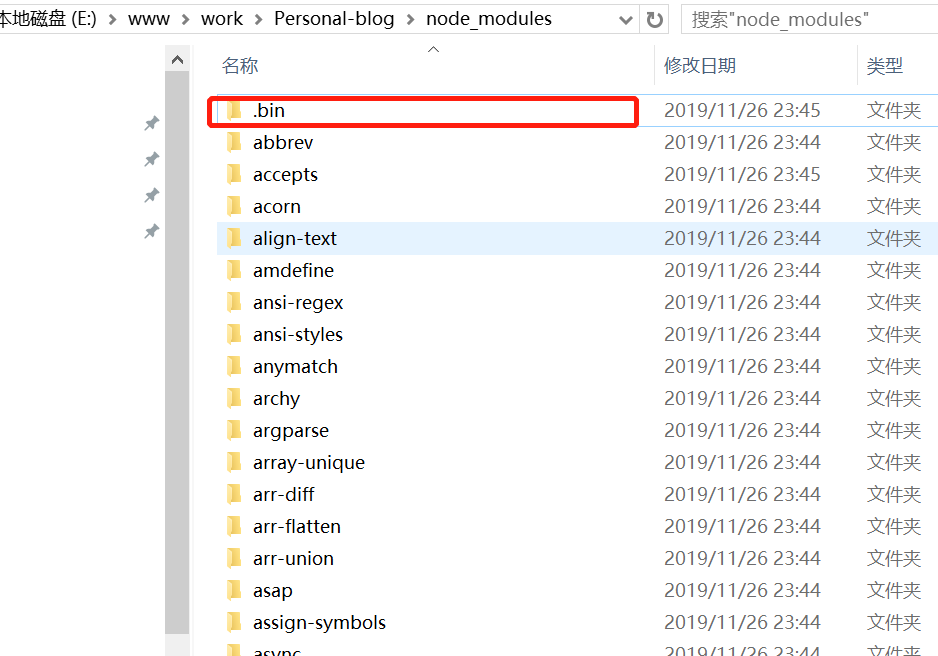 本地磁盘 (E:) > www > work > Personal-blog > node_modules
搜索"node_modules"
名称 修改日期 类型
.bin 2019/11/26 23:45 文件夹
abbrev 2019/11/26 23:44 文件夹
accepts 2019/11/26 23:45 文件夹
acorn 2019/11/26 23:44 文件夹
align-text 2019/11/26 23:44 文件夹
amdefine 2019/11/26 23:44 文件夹
ansi-regex 2019/11/26 23:44 文件夹
ansi-styles 2019/11/26 23:44 文件夹
anymatch 2019/11/26 23:44 文件夹
archy 2019/11/26 23:44 文件夹
argparse 2019/11/26 23:44 文件夹
array-unique 2019/11/26 23:44 文件夹
arr-diff 2019/11/26 23:44 文件夹
arr-flatten 2019/11/26 23:44 文件夹
arr-union 2019/11/26 23:44 文件夹
asap 2019/11/26 23:44 文件夹
assign-symbols 2019/11/26 23:44 文件夹
async 2019/11/26 23:44 文件夹